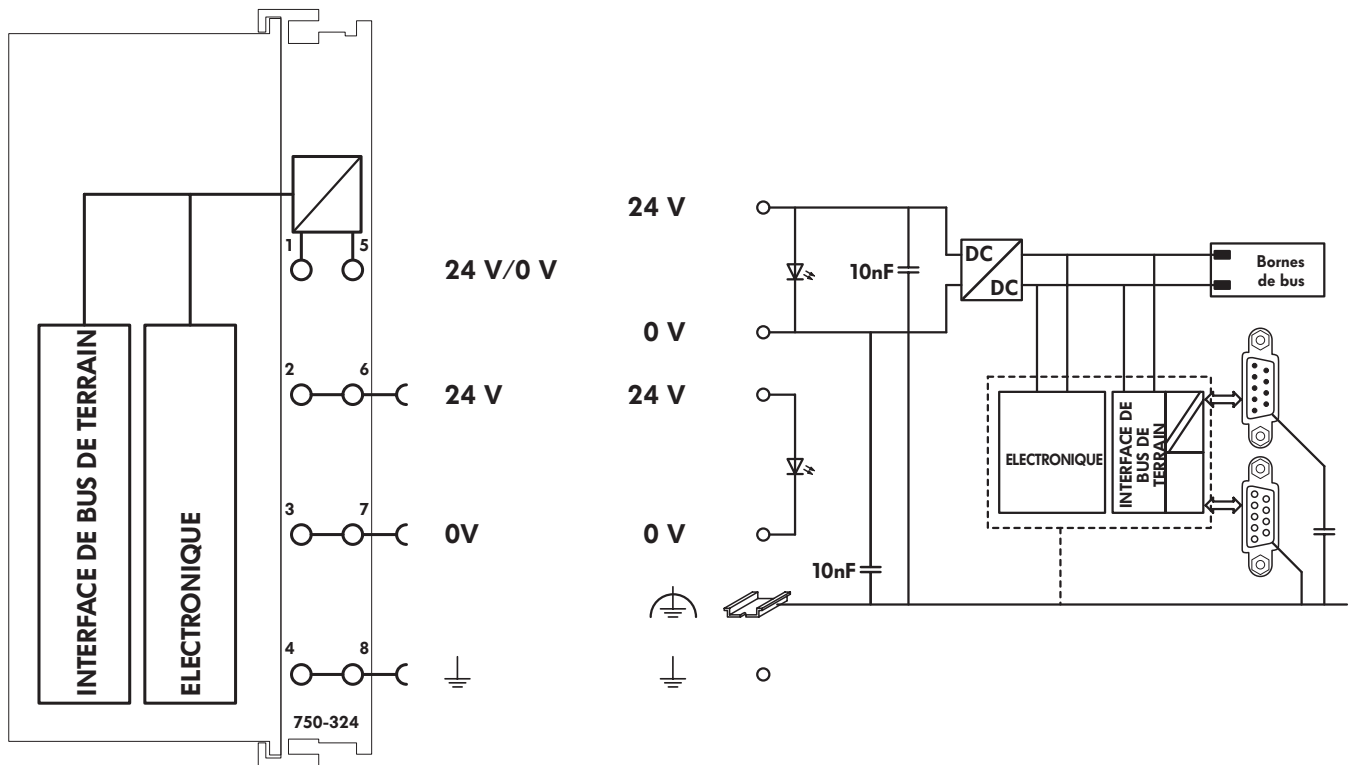 24 V
1 5
24 V/0 V
10nF
DC
DC
Bornes
de bus
0 V
2 6
24 V
24 V
INTERFACE DE BUS DE TERRAIN
ELECTRONIQUE
ELECTRONIQUE
INTERFACE DE
BUS DE
TERRAIN
3 7
0V
0 V
10nF
4 8
750-324